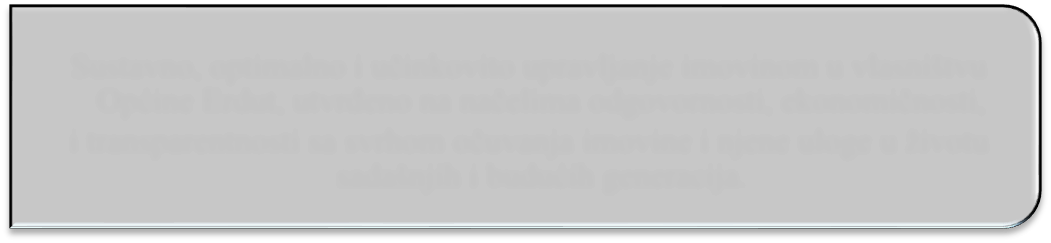 Sustavno, optimalno i učinkovito upravljanje imovinom u vlasništvu
Općine Erdut, utvrđeno na načelima odgovornosti, ekonomičnosti,
i transparentnosti sa svrhom očuvanja imovine i njene uloge u životu
sadašnjih i budućih generacija.